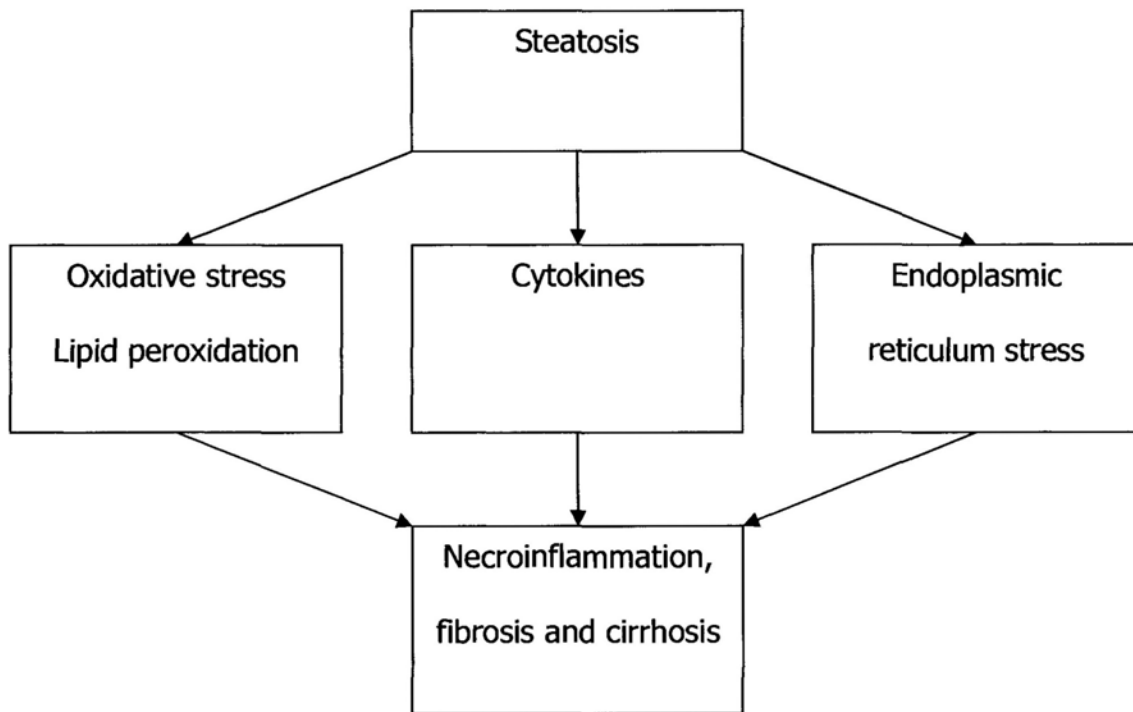 Steatosis
Oxidative stress
Lipid peroxidation
Cytokines
Endoplasmic
reticulum stress
Necroinflammation,
fibrosis and cirrhosis